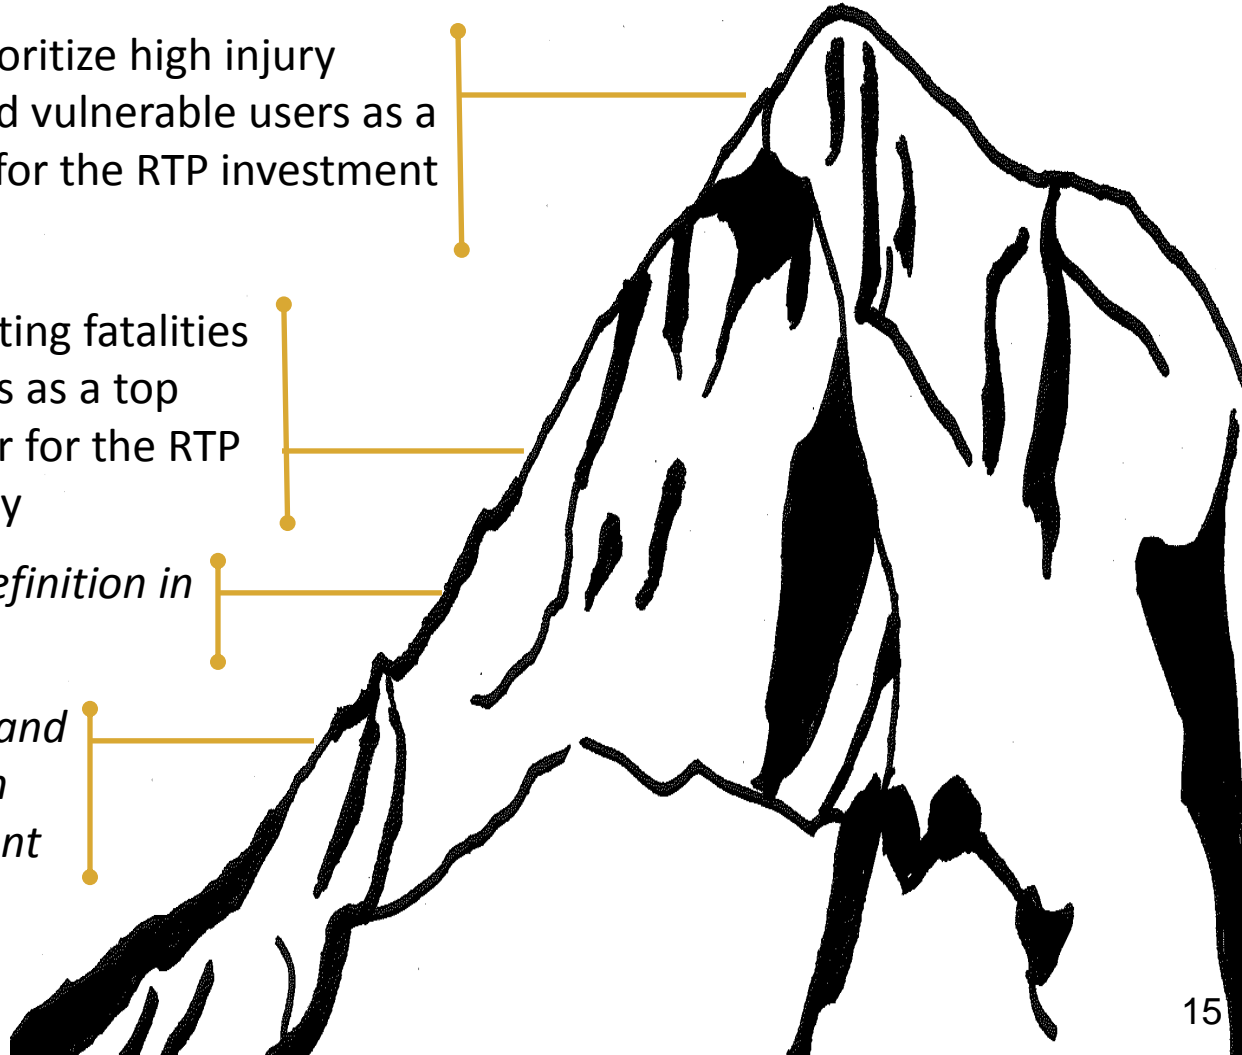 oritize high injury
d vulnerable users as a
for the RTP investment
ting fatalities
s as a top
r for the RTP
y
efinition in
and
n
nt
15